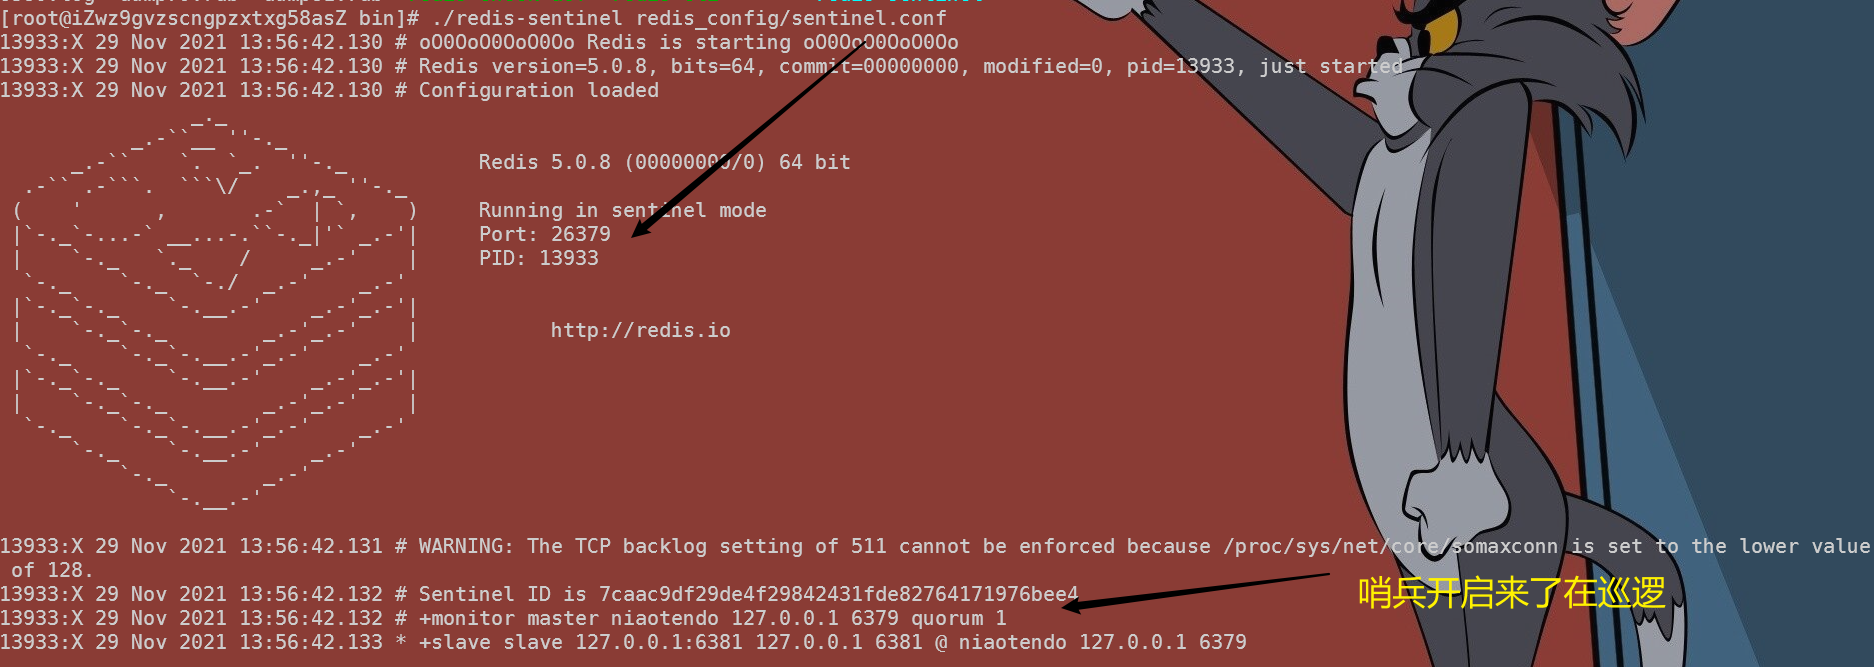 [root@iZwz9gvzscngpzxtxg58asZ bin]# ./redis-sentinel redis_config/sentinel.conf
13933:X 29 Nov 2021 13:56:42.130 # oO0OoO0OoO0Oo Redis is starting oO0OoO0OoO0Oo
13933:X 29 Nov 2021 13:56:42.130 # Redis version=5.0.8, bits=64, commit=00000000, modified=0, pid=13933, just started
13933:X 29 Nov 2021 13:56:42.130 # Configuration loaded
Redis 5.0.8 (00000000/0) 64 bit
Running in sentinel mode
Port: 26379
PID: 13933
http://redis.io
13933:X 29 Nov 2021 13:56:42.131 # WARNING: The TCP backlog setting of 511 cannot be enforced because /proc/sys/net/core/somaxconn is set to the lower value
of 128.
13933:X 29 Nov 2021 13:56:42.132 # Sentinel ID is 7caac9df29de4f29842431fde82764171976bee4
哨兵开启来了在巡逻
13933:X 29 Nov 2021 13:56:42.132 # +monitor master niaotendo 127.0.0.1 6379 quorum 1
13933:X 29 Nov 2021 13:56:42.133 * +slave slave 127.0.0.1:6381 127.0.0.1 6381 @ niaotendo 127.0.0.1 6379